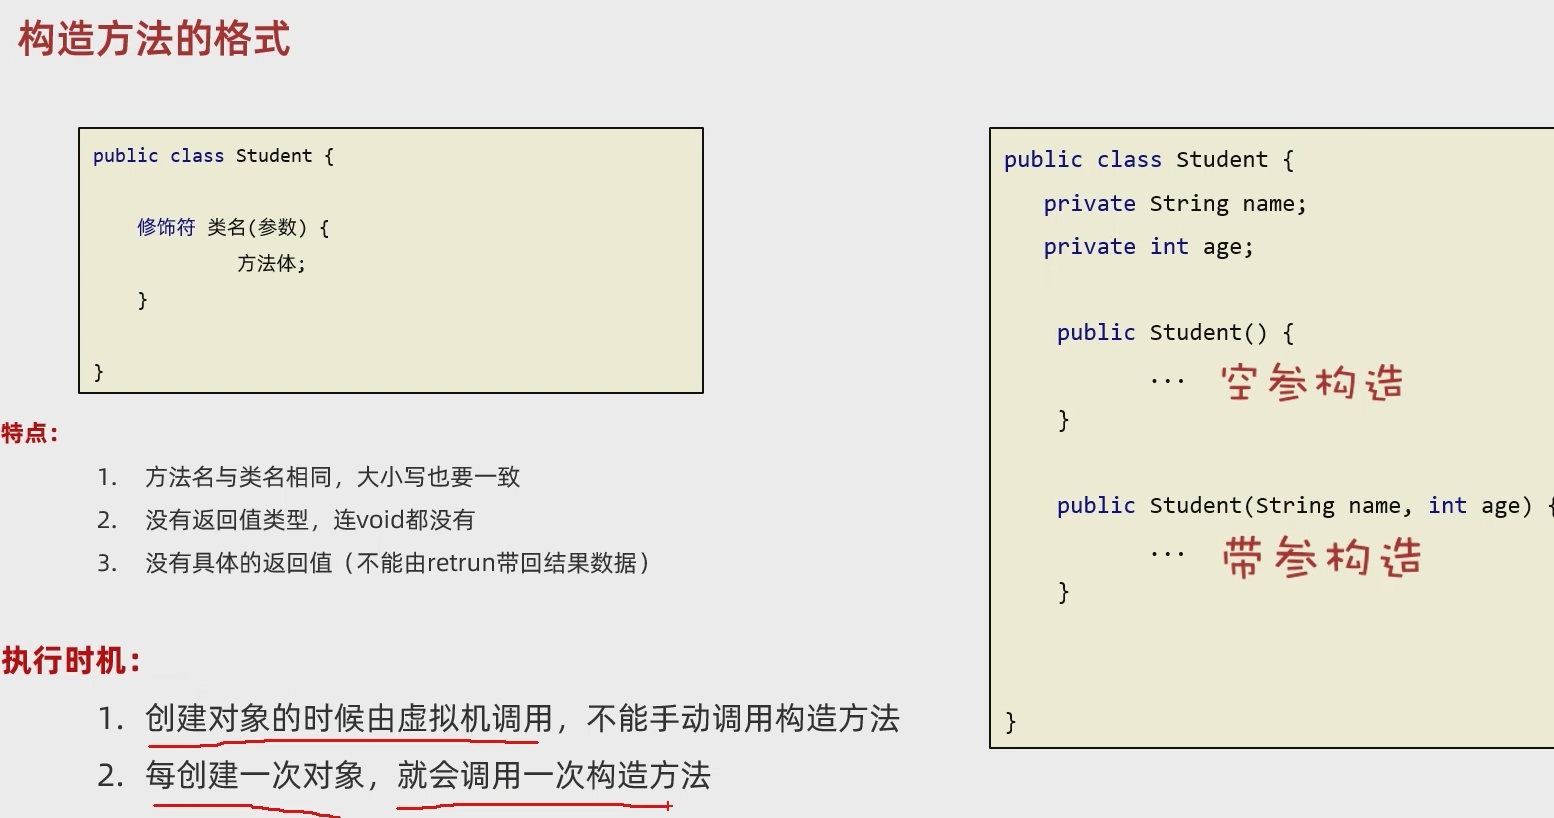 构造方法的格式
public class Student {
修饰符 类名(参数) {
方法体;
}
}
特点：
1. 方法名与类名相同，大小写也要一致
2. 没有返回值类型，连void都没有
3. 没有具体的返回值（不能由retrun带回结果数据）
执行时机：
1. 创建对象的时候由虚拟机调用，不能手动调用构造方法
2. 每创建一次对象，就会调用一次构造方法
public class Student {
private String name;
private int age;
public Student() {
... 空参构造
}
public Student(String name, int age) {
... 带参构造
}
}